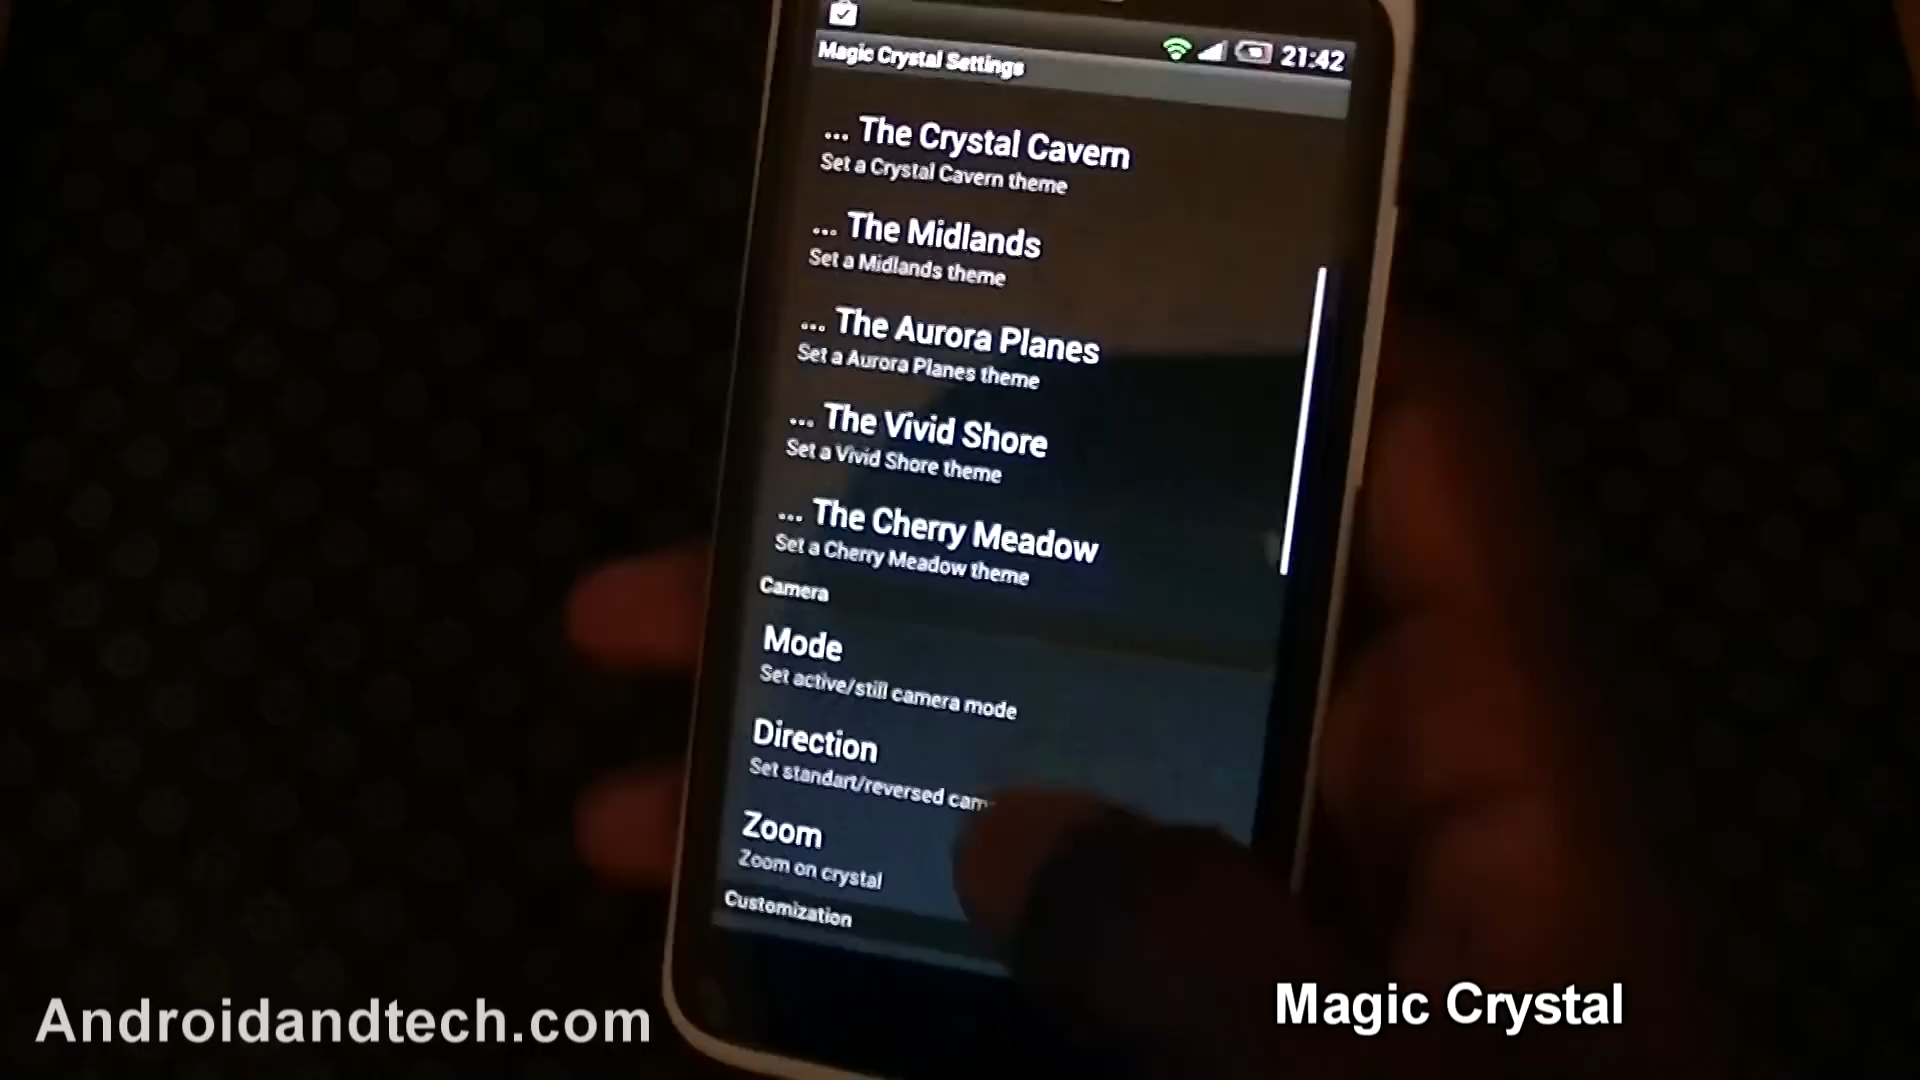 21:42
Magic Crystal Settings
... The Crystal Cavern
Set a Crystal Cavern theme
... The Midlands
Set a Midlands theme
... The Aurora Planes
Set a Aurora Planes theme
... The Vivid Shore
Set a Vivid Shore theme
... The Cherry Meadow
Set a Cherry Meadow theme
Camera
Mode
Set active/still camera mode
Direction
Set standart/reversed cam
Zoom
Zoom on crystal
Customization
Androidandtech.com
Magic Crystal